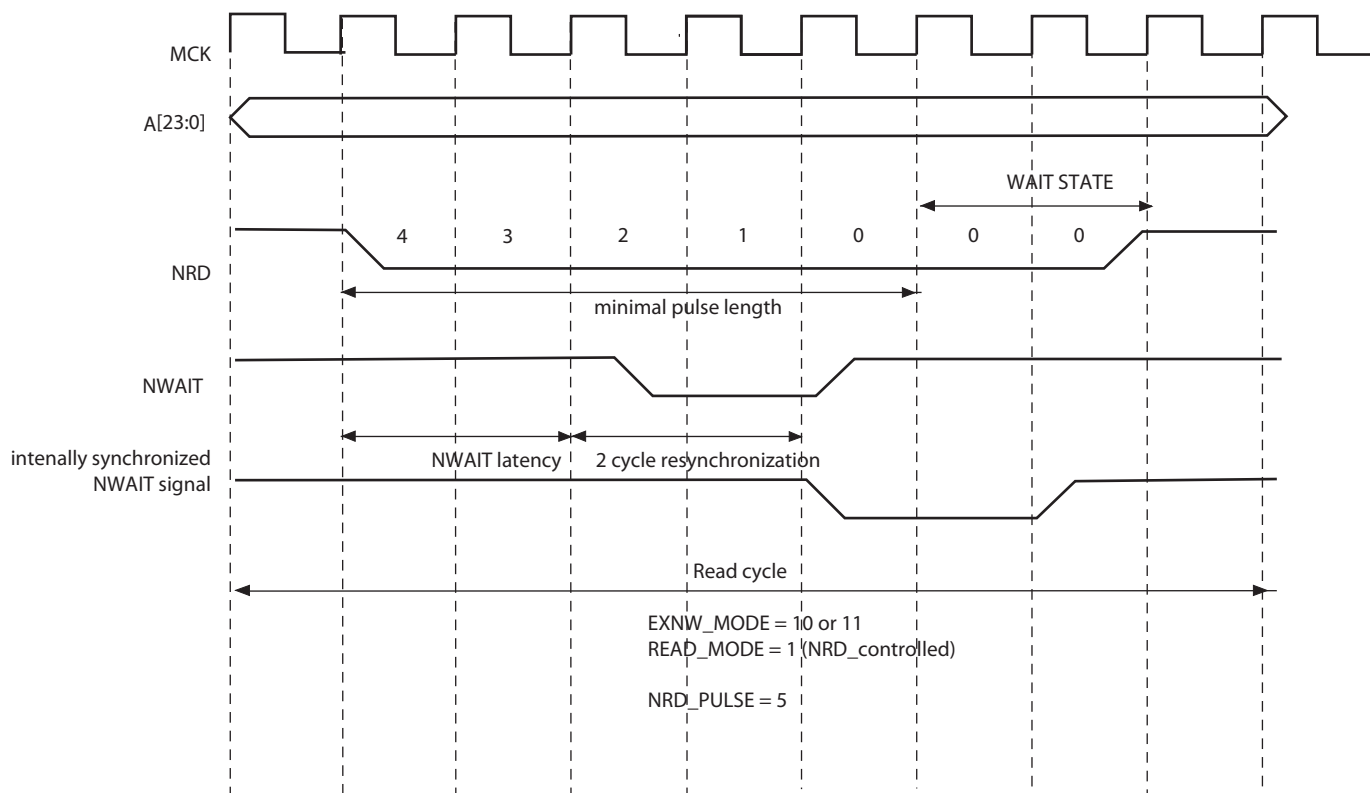 MCK
A[23:0]
WAIT STATE
4 3 2 1 0 0 0
NRD
minimal pulse length
NWAIT
NWAIT latency
2 cycle resynchronization
intenally synchronized
NWAIT signal
Read cycle
EXNW_MODE = 10 or 11
READ_MODE = 1 (NRD_controlled)
NRD_PULSE = 5